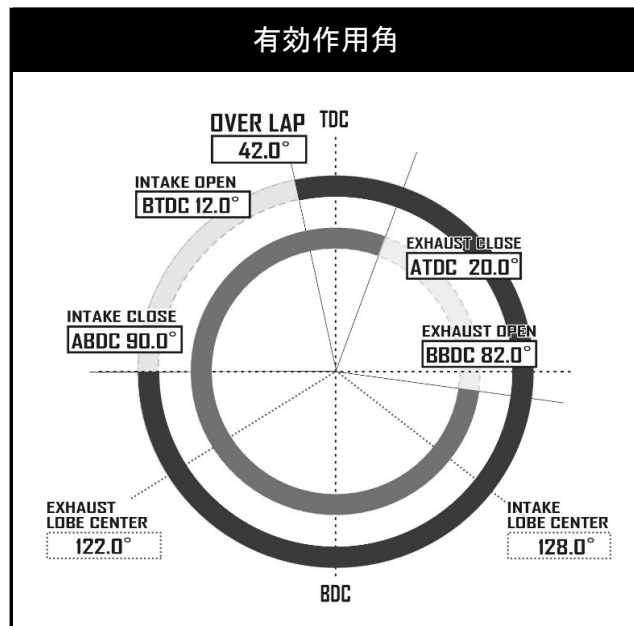 有効作用角
OVER LAP
42.0°
TDC
INTAKE OPEN
BTDC 12.0°
EXHAUST CLOSE
ATDC 20.0°
INTAKE CLOSE
ABDC 90.0°
EXHAUST OPEN
BBDC 82.0°
EXHAUST
LOBE CENTER
122.0°
INTAKE
LOBE CENTER
128.0°
BDC